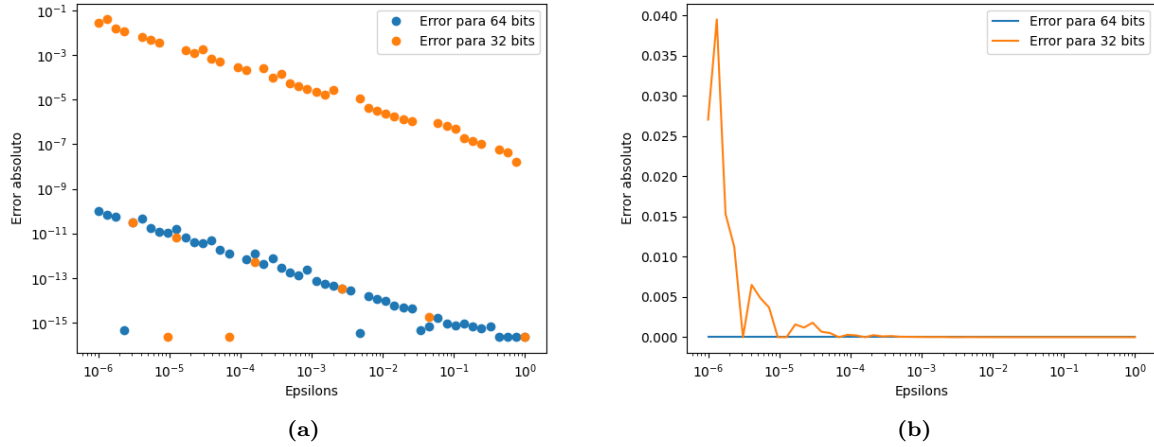 10⁻¹
10⁻³
10⁻⁵
10⁻⁷
10⁻⁹
10⁻¹¹
10⁻¹³
10⁻¹⁵
Error absoluto
Error para 64 bits
Error para 32 bits
10⁻⁶ 10⁻⁵ 10⁻⁴ 10⁻³ 10⁻² 10⁻¹ 10⁰
Epsilons
(a)
0.040
0.035
0.030
0.025
0.020
0.015
0.010
0.005
0.000
Error absoluto
Error para 64 bits
Error para 32 bits
10⁻⁶ 10⁻⁵ 10⁻⁴ 10⁻³ 10⁻² 10⁻¹ 10⁰
Epsilons
(b)